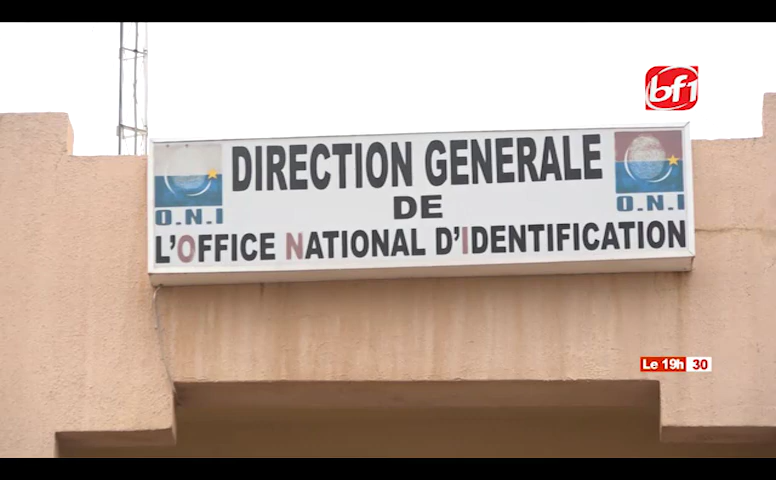 bf1
DIRECTION GENERALE
DE
L'OFFICE NATIONAL D'IDENTIFICATION
O.N.I
O.N.I
Le 19h 30